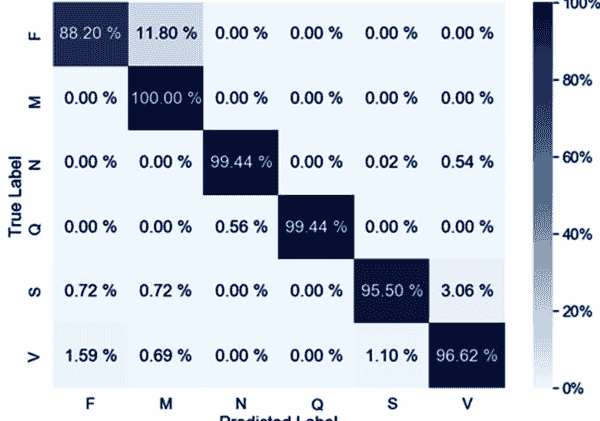 100%
F 88.20 % 11.80 % 0.00 % 0.00 % 0.00 % 0.00 %
80%
M 0.00 % 100.00 % 0.00 % 0.00 % 0.00 % 0.00 %
N 0.00 % 0.00 % 99.44 % 0.00 % 0.02 % 0.54 %
60%
True Label
Q 0.00 % 0.00 % 0.56 % 99.44 % 0.00 % 0.00 %
40%
S 0.72 % 0.72 % 0.00 % 0.00 % 95.50 % 3.06 %
20%
V 1.59 % 0.69 % 0.00 % 0.00 % 1.10 % 96.62 %
0%
F M N Q S V
Predicted Label